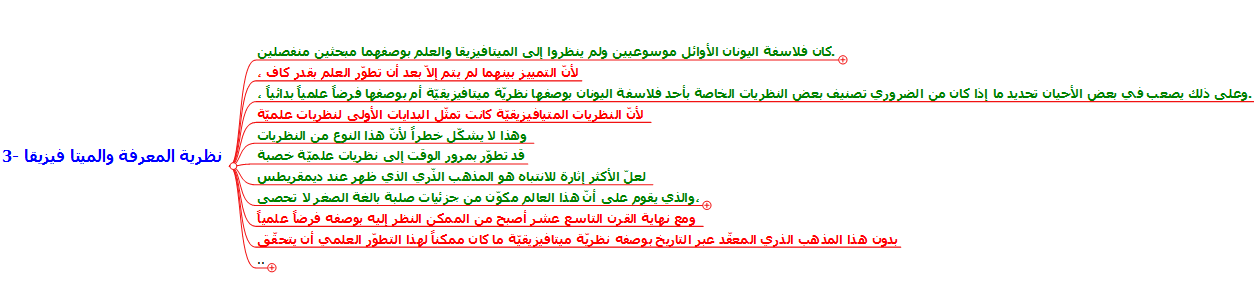 3- نظرية المعرفة والميتا فيزيقا
كان فلاسفة اليونان الأوائل موسوعيين ولم ينظروا إلى الميتافيزيقا والعلم بوصفهما مبحثين منفصلين.
لأنّ التمييز بينهما لم يتم إلاّ بعد أن تطوّر العلم بقدر كاف ،
وعلى ذلك يصعب في بعض الأحيان تحديد ما إذا كان من الضروري تصنيف بعض النظريات الخاصة بأحد فلاسفة اليونان بوصفها نظريّة ميتافيزيقيّة أم بوصفها فرضاً علمياً بدائياً ،.
لأنّ النظريات المتيافيزيقيّة كانت تمثّل البدايات الأولى لنظريات علميّة
وهذا لا يشكّل خطراً لأنّ هذا النوع من النظريات
قد تطوّر بمرور الوقت إلى نظريات علميّة خصبة
لعلّ الأكثر إثارة للانتباه هو المذهب الذّري الذي ظهر عند ديمقريطس
والذي يقوم على أنّ هذا العالم مكوّن من جزئيات صلبة بالغة الصغر لا تحصى،
ومع نهاية القرن التاسع عشر أصبح من الممكن النظر إليه بوصفه فرضاً علمياً
بدون هذا المذهب الذري المعقّد عبر التاريخ بوصفه نظريّة ميتافيزيقيّة ما كان ممكناً لهذا التطوّر العلمي أن يتحقّق
..